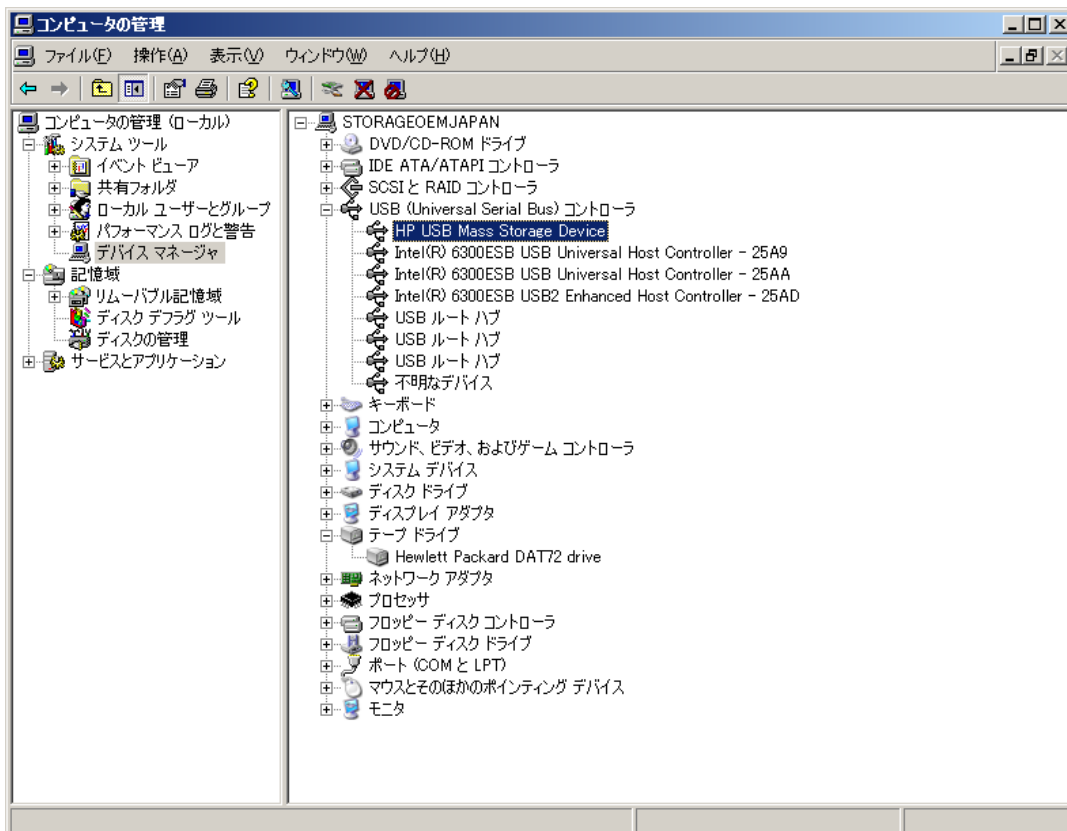 コンピュータの管理
ファイル(F) 操作(A) 表示(V) ウィンドウ(W) ヘルプ(H)
コンピュータの管理 (ローカル)
システム ツール
イベント ビューア
共有フォルダ
ローカル ユーザーとグループ
パフォーマンス ログと警告
デバイス マネージャ
記憶域
リムーバブル記憶域
ディスク デフラグ ツール
ディスクの管理
サービスとアプリケーション
STORAGEOEMJAPAN
DVD/CD-ROM ドライブ
IDE ATA/ATAPI コントローラ
SCSI と RAID コントローラ
USB (Universal Serial Bus) コントローラ
HP USB Mass Storage Device
Intel(R) 6300ESB USB Universal Host Controller - 25A9
Intel(R) 6300ESB USB Universal Host Controller - 25AA
Intel(R) 6300ESB USB2 Enhanced Host Controller - 25AD
USB ルート ハブ
USB ルート ハブ
USB ルート ハブ
不明なデバイス
キーボード
コンピュータ
サウンド、ビデオ、およびゲーム コントローラ
システム デバイス
ディスク ドライブ
ディスプレイ アダプタ
テープ ドライブ
Hewlett Packard DAT72 drive
ネットワーク アダプタ
プロセッサ
フロッピー ディスク コントローラ
フロッピー ディスク ドライブ
ポート (COM と LPT)
マウスとそのほかのポインティング デバイス
モニタ